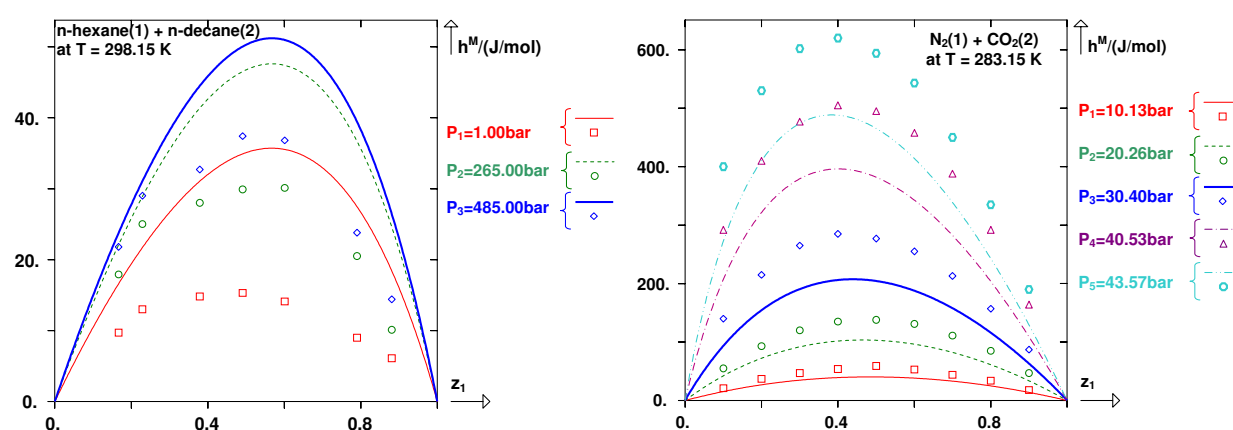 n-hexane(1) + n-decane(2)
at T = 298.15 K
hᴹ/(J/mol)
40.
20.
0.
0.
0.4
0.8
z₁
P₁=1.00bar
P₂=265.00bar
P₃=485.00bar
N₂(1) + CO₂(2)
at T = 283.15 K
hᴹ/(J/mol)
600.
400.
200.
0.
0.
0.4
0.8
z₁
P₁=10.13bar
P₂=20.26bar
P₃=30.40bar
P₄=40.53bar
P₅=43.57bar